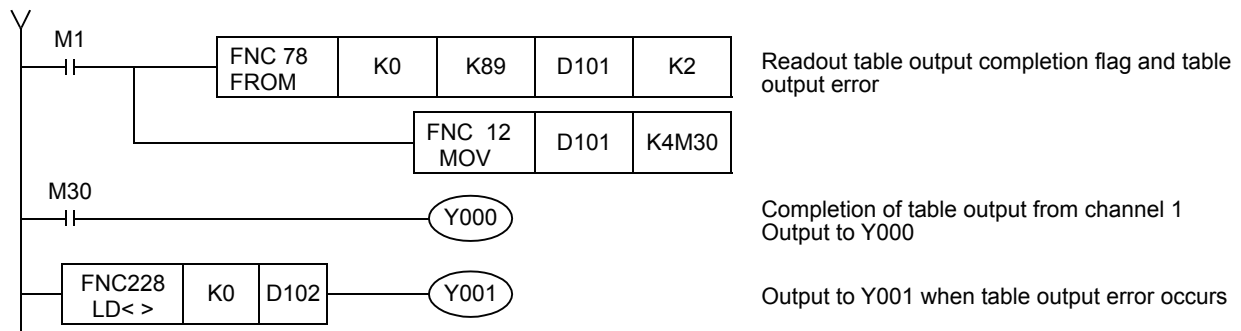 M1
FNC 78
FROM
K0
K89
D101
K2
Readout table output completion flag and table
output error
FNC 12
MOV
D101
K4M30
M30
Y000
Completion of table output from channel 1
Output to Y000
FNC228
LD< >
K0
D102
Y001
Output to Y001 when table output error occurs